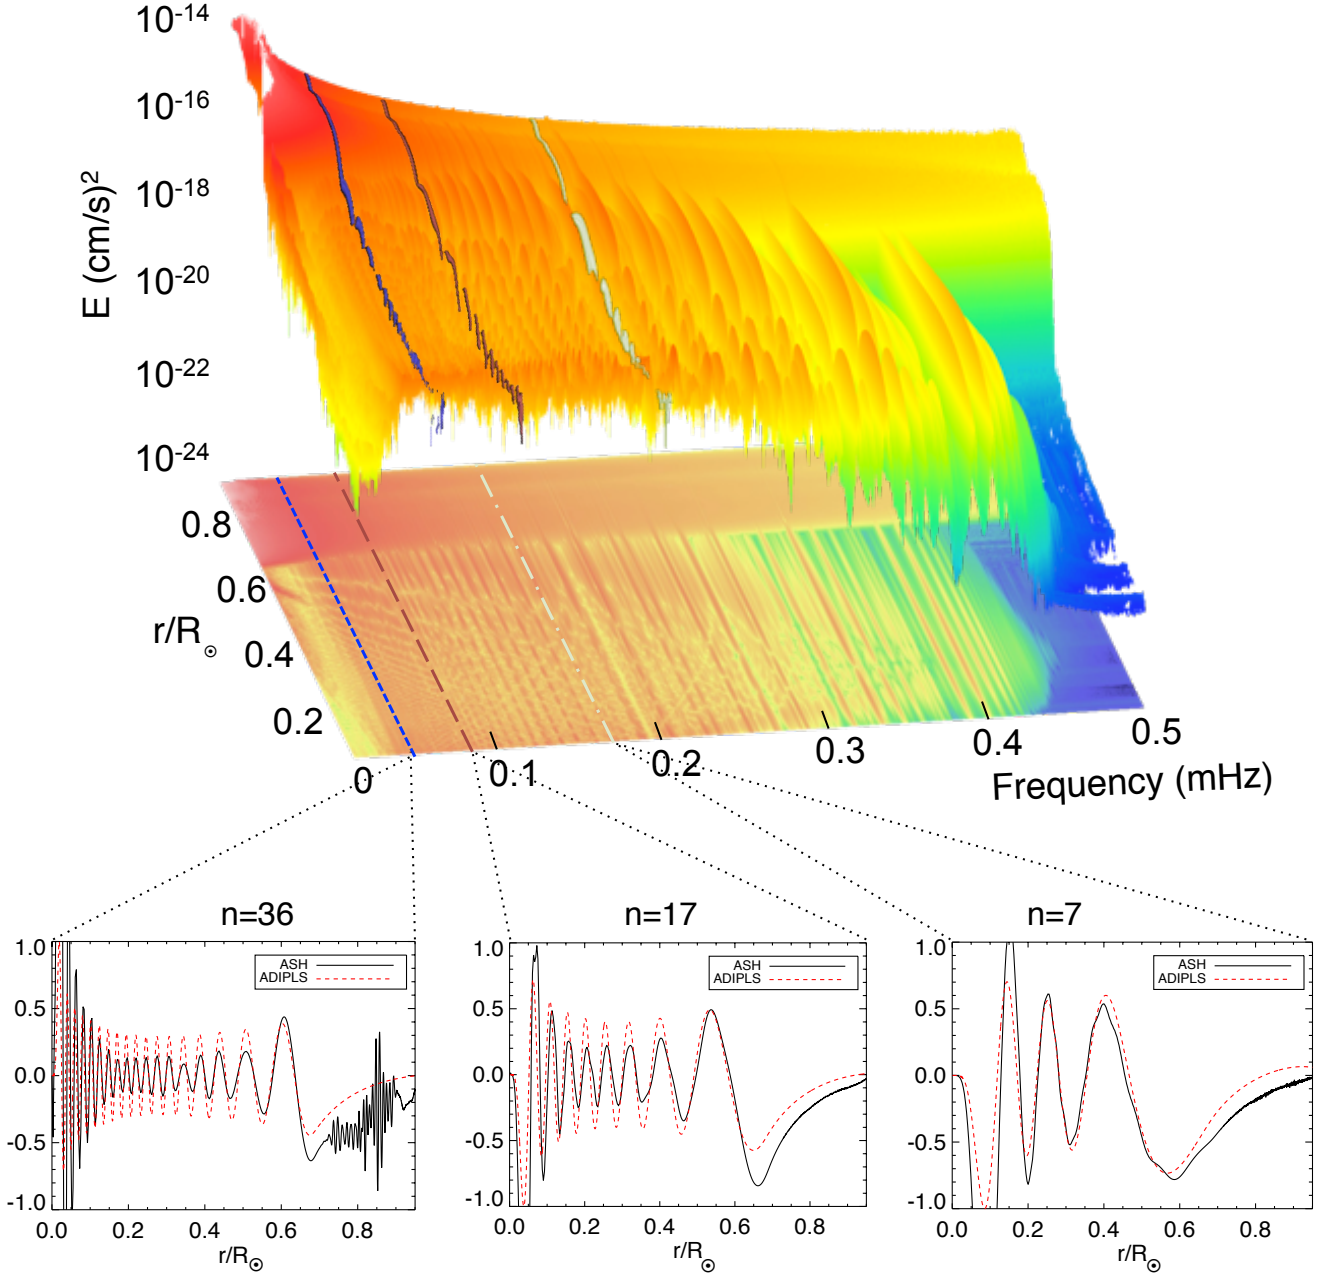 10-14
10-16
10-18
10-20
10-22
10-24
E (cm/s)2
0.8
0.6
0.4
0.2
r/R⊙
0
0.1
0.2
0.3
0.4
0.5
Frequency (mHz)
n=36
1.0
0.5
0.0
-0.5
-1.0
ASH
ADIPLS
0.0 0.2 0.4 0.6 0.8
r/R⊙
n=17
1.0
0.5
0.0
-0.5
-1.0
ASH
ADIPLS
0.0 0.2 0.4 0.6 0.8
r/R⊙
n=7
1.0
0.5
0.0
-0.5
-1.0
ASH
ADIPLS
0.0 0.2 0.4 0.6 0.8
r/R⊙